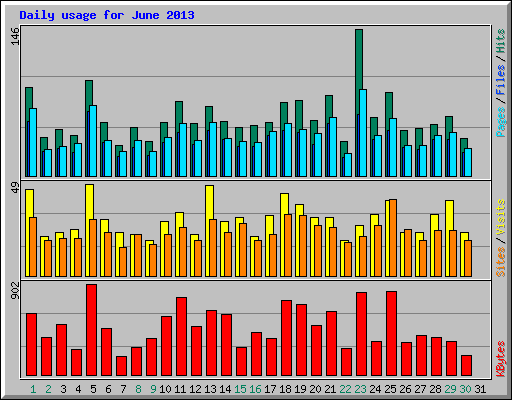 Daily usage for June 2013
146
Pages / Files / Hits
49
Sites / Visits
902
KBytes
1 2 3 4 5 6 7 8 9 10 11 12 13 14 15 16 17 18 19 20 21 22 23 24 25 26 27 28 29 30 31